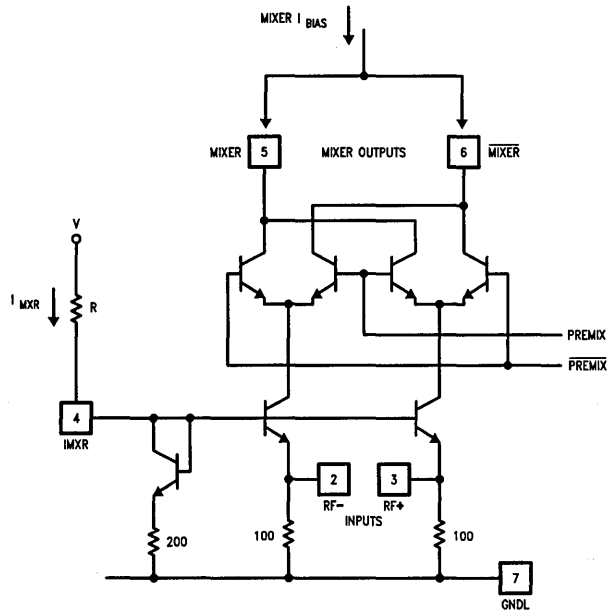 MIXER I BIAS
MIXER 5 MIXER OUTPUTS 6 MIXER
V
I MXR R
PREMIX
PREMIX
4
IMXR
2 3
RF- RF+
INPUTS
200 100 100
7
GNDL